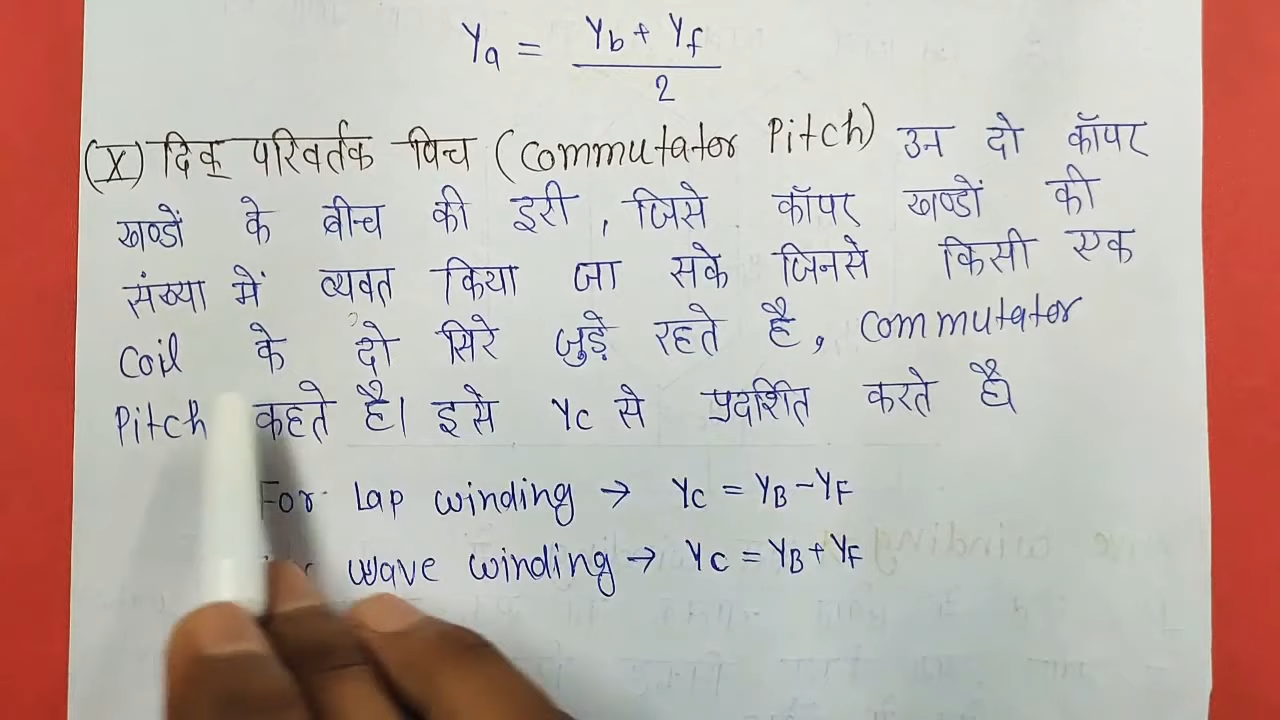 Ya = (Yb + Yf) / 2
(X) दिक् परिवर्तक पिच (Commutator Pitch) उन दो कॉपर
खण्डों के बीच की दूरी , जिसे कॉपर खण्डों की
संख्या में व्यक्त किया जा सके जिनसे किसी एक
Coil के दो सिरे जुड़े रहते है, Commutator
Pitch कहते है। इसे Yc से प्रदर्शित करते है।
For Lap winding → Yc = YB - YF
wave winding → Yc = YB + YF